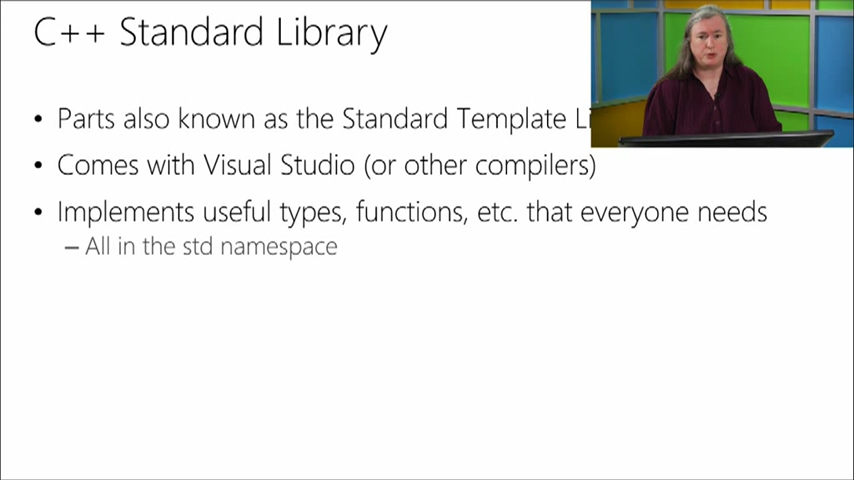 C++ Standard Library
• Parts also known as the Standard Template
• Comes with Visual Studio (or other compilers)
• Implements useful types, functions, etc. that everyone needs
– All in the std namespace